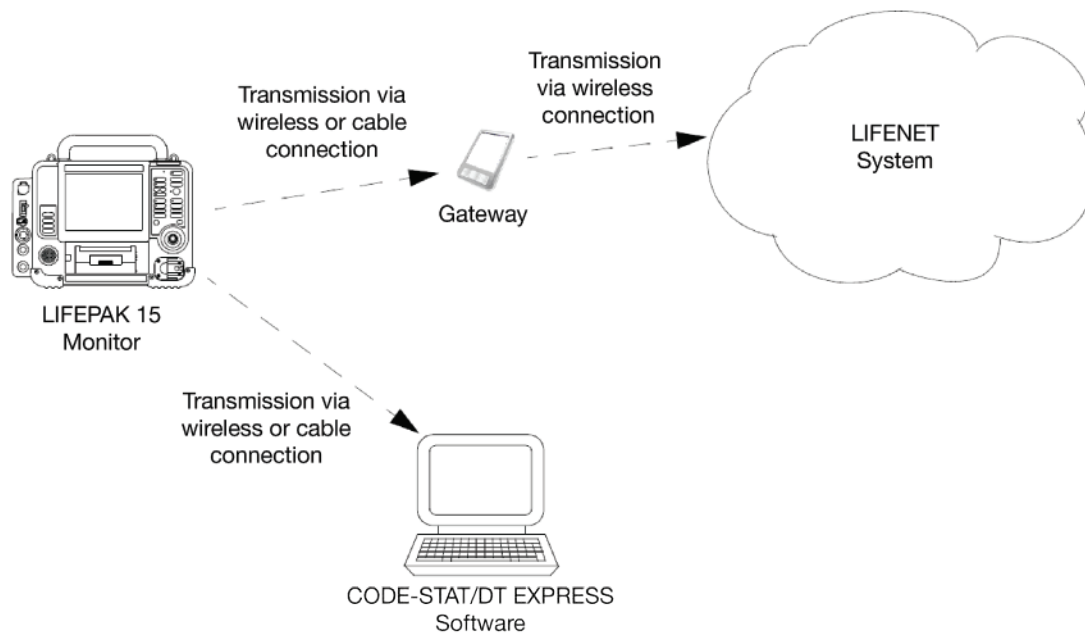 Transmission via
wireless or cable
connection
Transmission
via wireless
connection
LIFENET
System
Gateway
LIFEPAK 15
Monitor
Transmission via
wireless or cable
connection
CODE-STAT/DT EXPRESS
Software